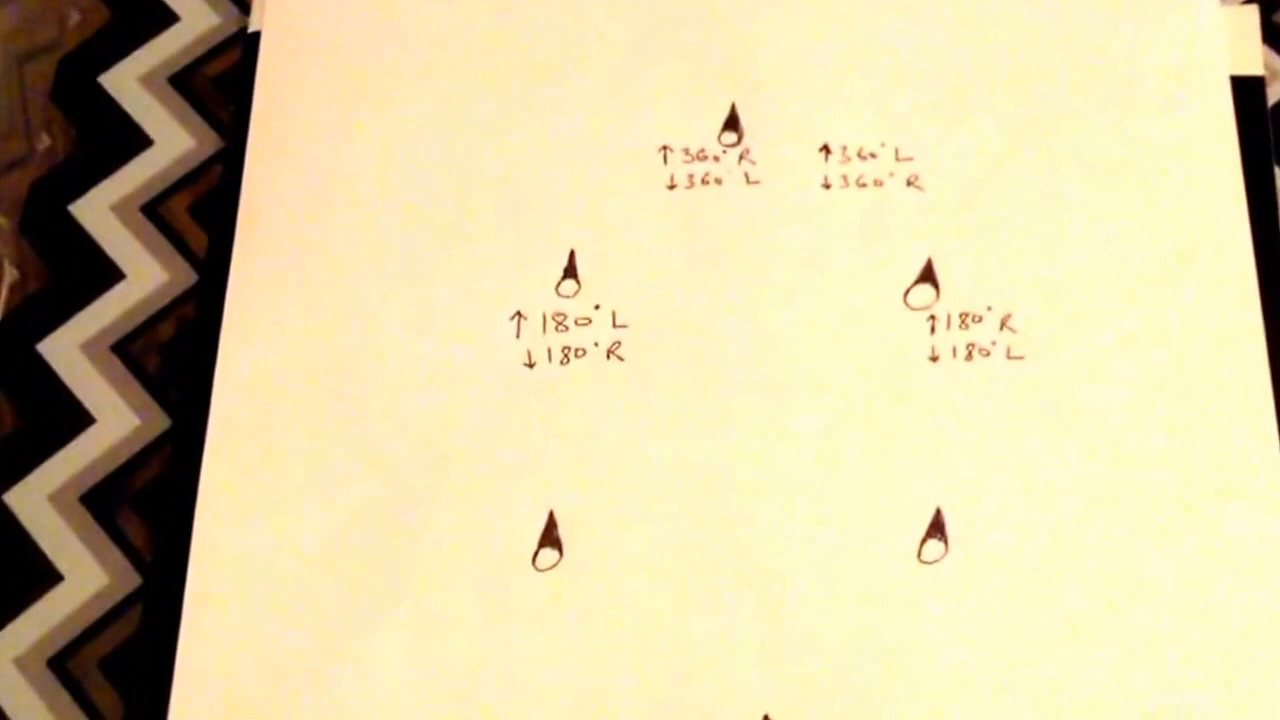 ↑360° R ↑360° L
↓360° L ↓360° R
↑ 180° L
↓180° R
↑180° R
↓180° L